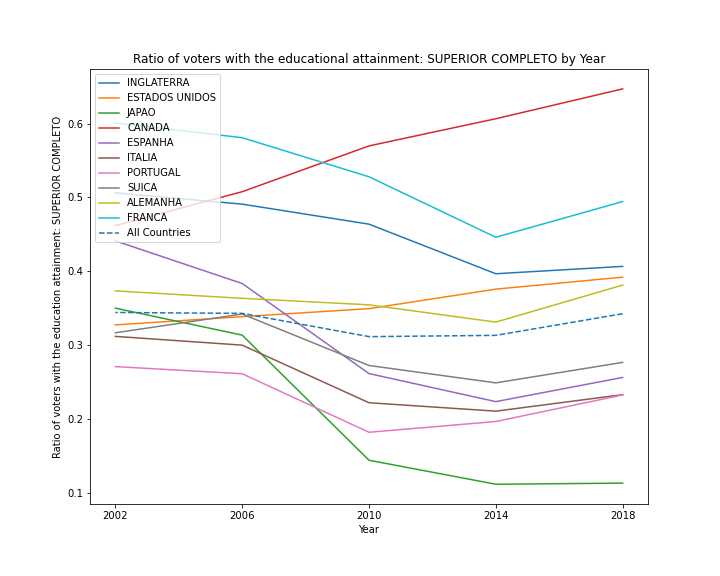 Ratio of voters with the educational attainment: SUPERIOR COMPLETO by Year
INGLATERRA
ESTADOS UNIDOS
JAPAO
CANADA
ESPANHA
ITALIA
PORTUGAL
SUICA
ALEMANHA
FRANCA
All Countries
Ratio of voters with the education attainment: SUPERIOR COMPLETO
0.6
0.5
0.4
0.3
0.2
0.1
2002
2006
2010
2014
2018
Year